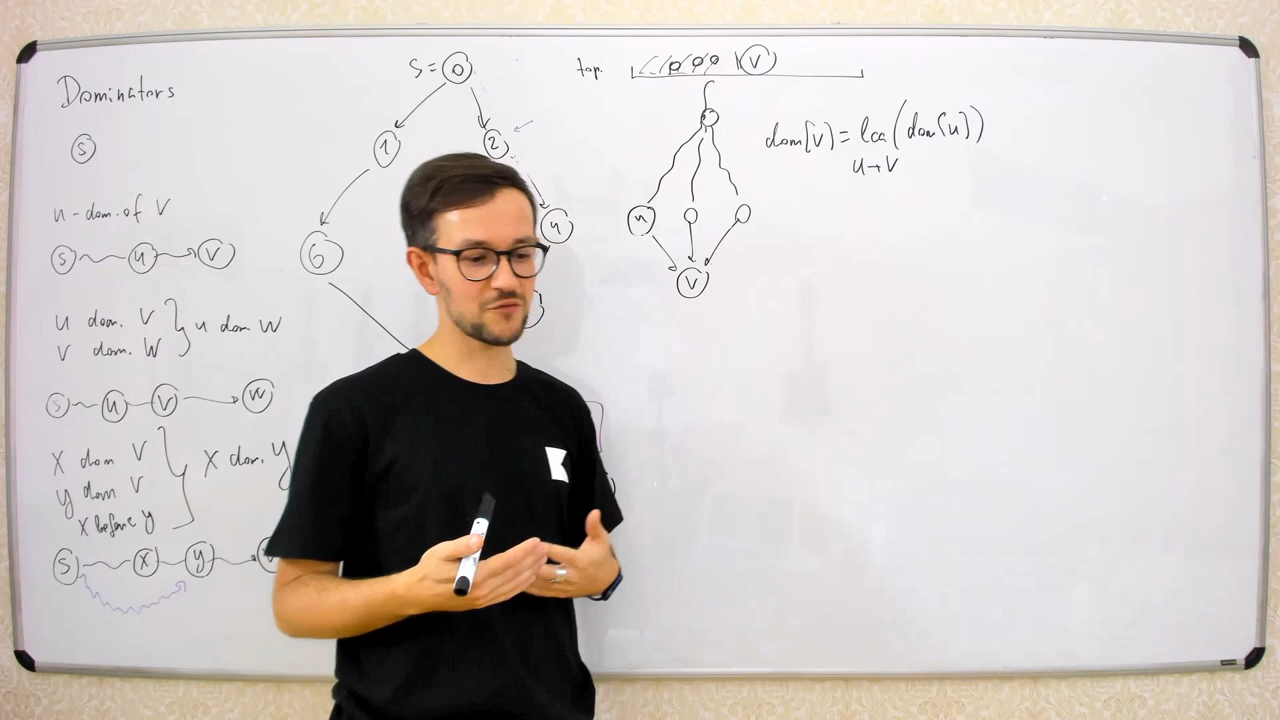 Dominators
S
u - dom. of V
S u V
u dom. V
V dom. W
u dom W
S u V W
X dom V
y dom V
X before y
X dom. y
S X y
S = 0
1 2
6 4
top. V
u
V
dom[V] = lca (dom[u])
u→V